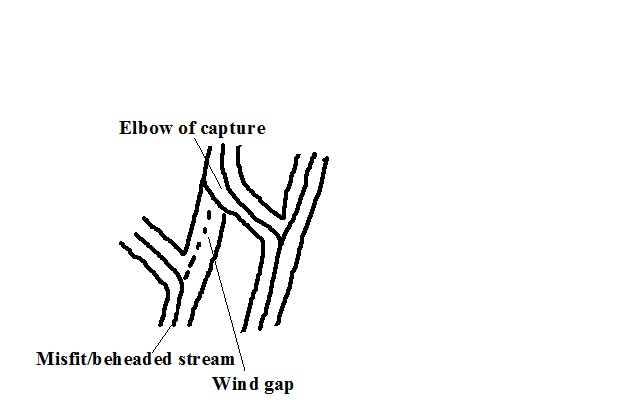 Elbow of capture
Misfit/beheaded stream
Wind gap